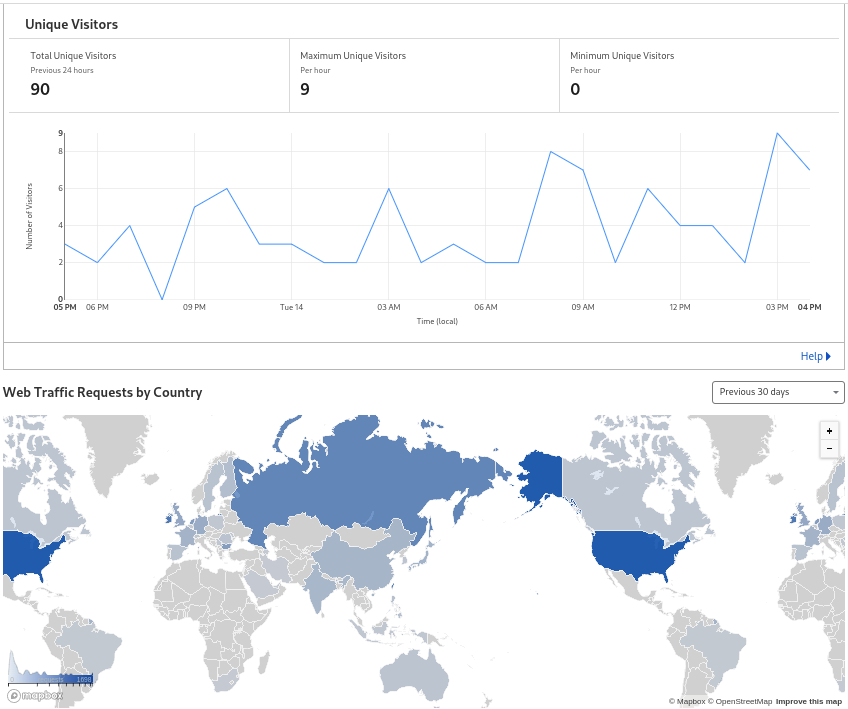 Unique Visitors
Total Unique Visitors
Previous 24 hours
90
Maximum Unique Visitors
Per hour
9
Minimum Unique Visitors
Per hour
0
Number of Visitors
9
8
6
4
2
0
05 PM 06 PM 09 PM Tue 14 03 AM 06 AM 09 AM 12 PM 03 PM 04 PM
Time (local)
Help
Web Traffic Requests by Country
Previous 30 days
+
−
mapbox
© Mapbox © OpenStreetMap Improve this map